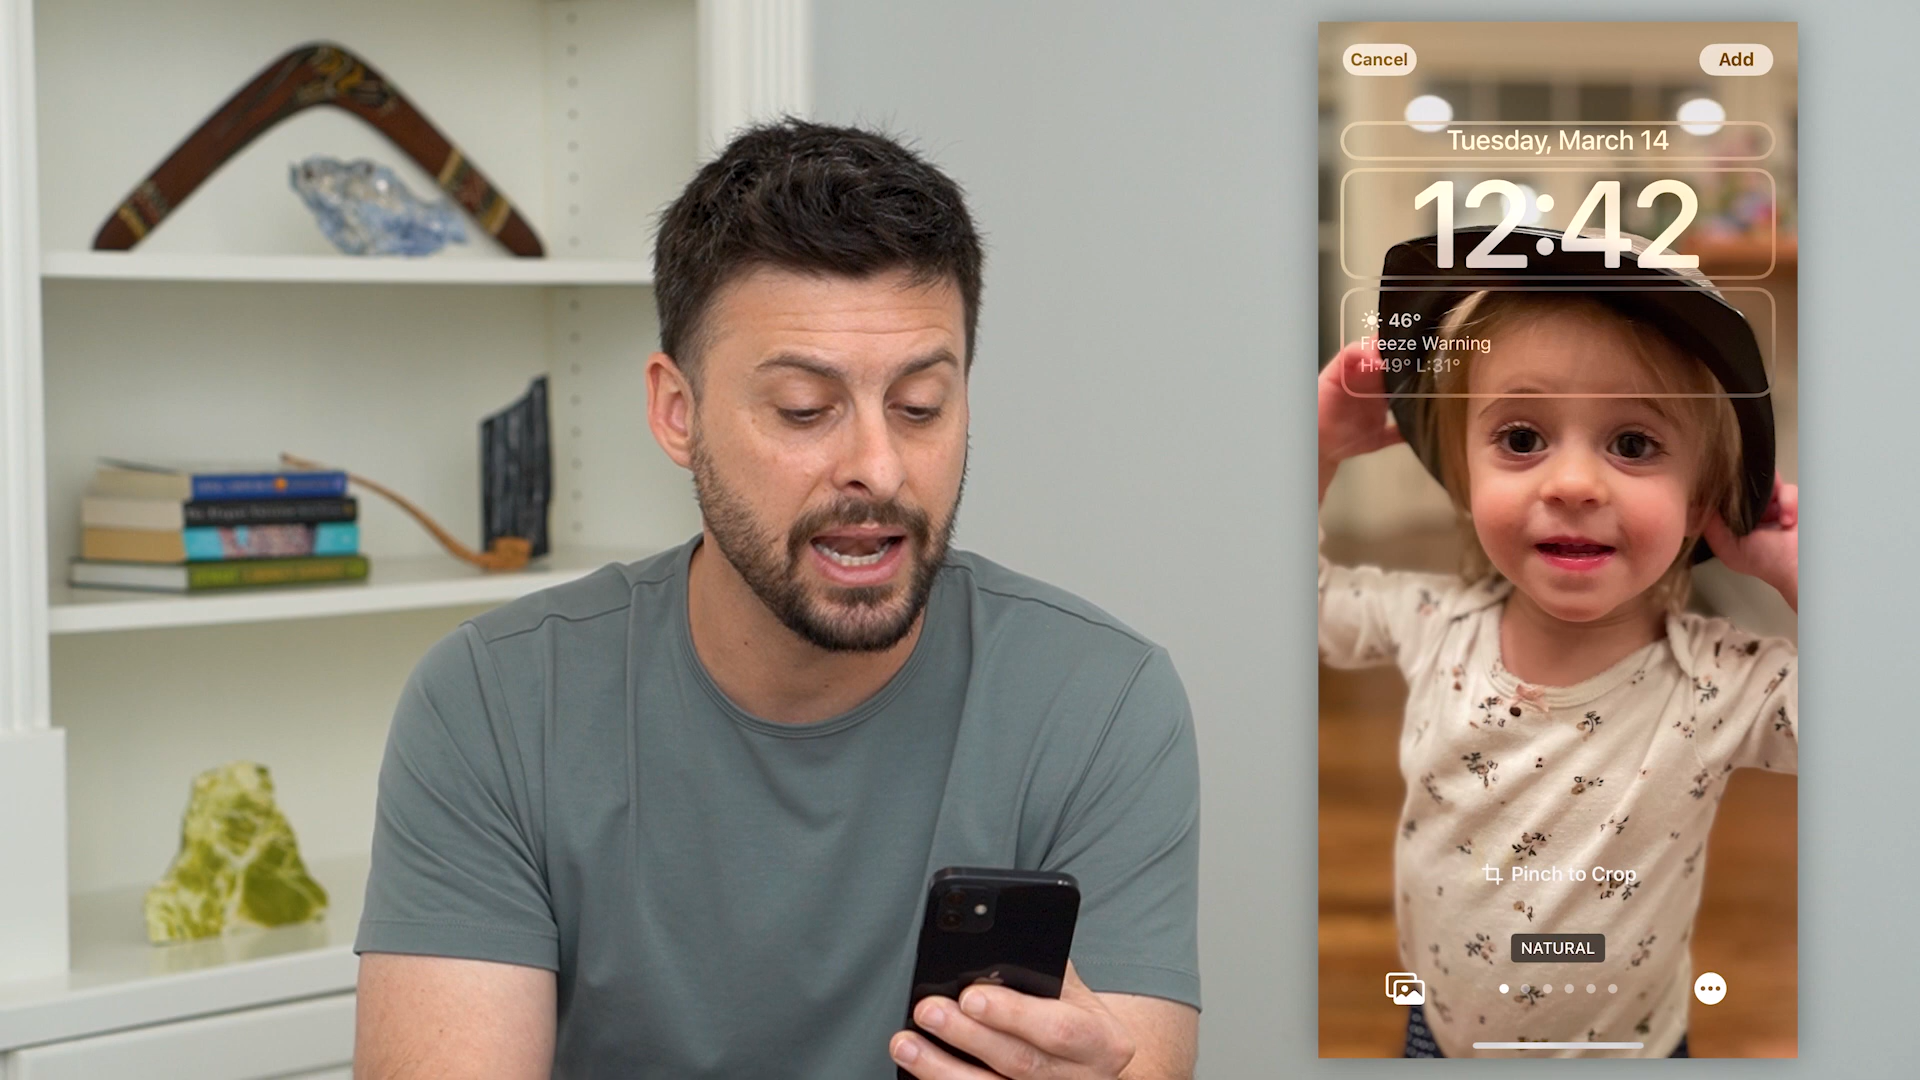 Cancel
Add
Tuesday, March 14
12:42
46°
Freeze Warning
H:49° L:31°
Pinch to Crop
NATURAL